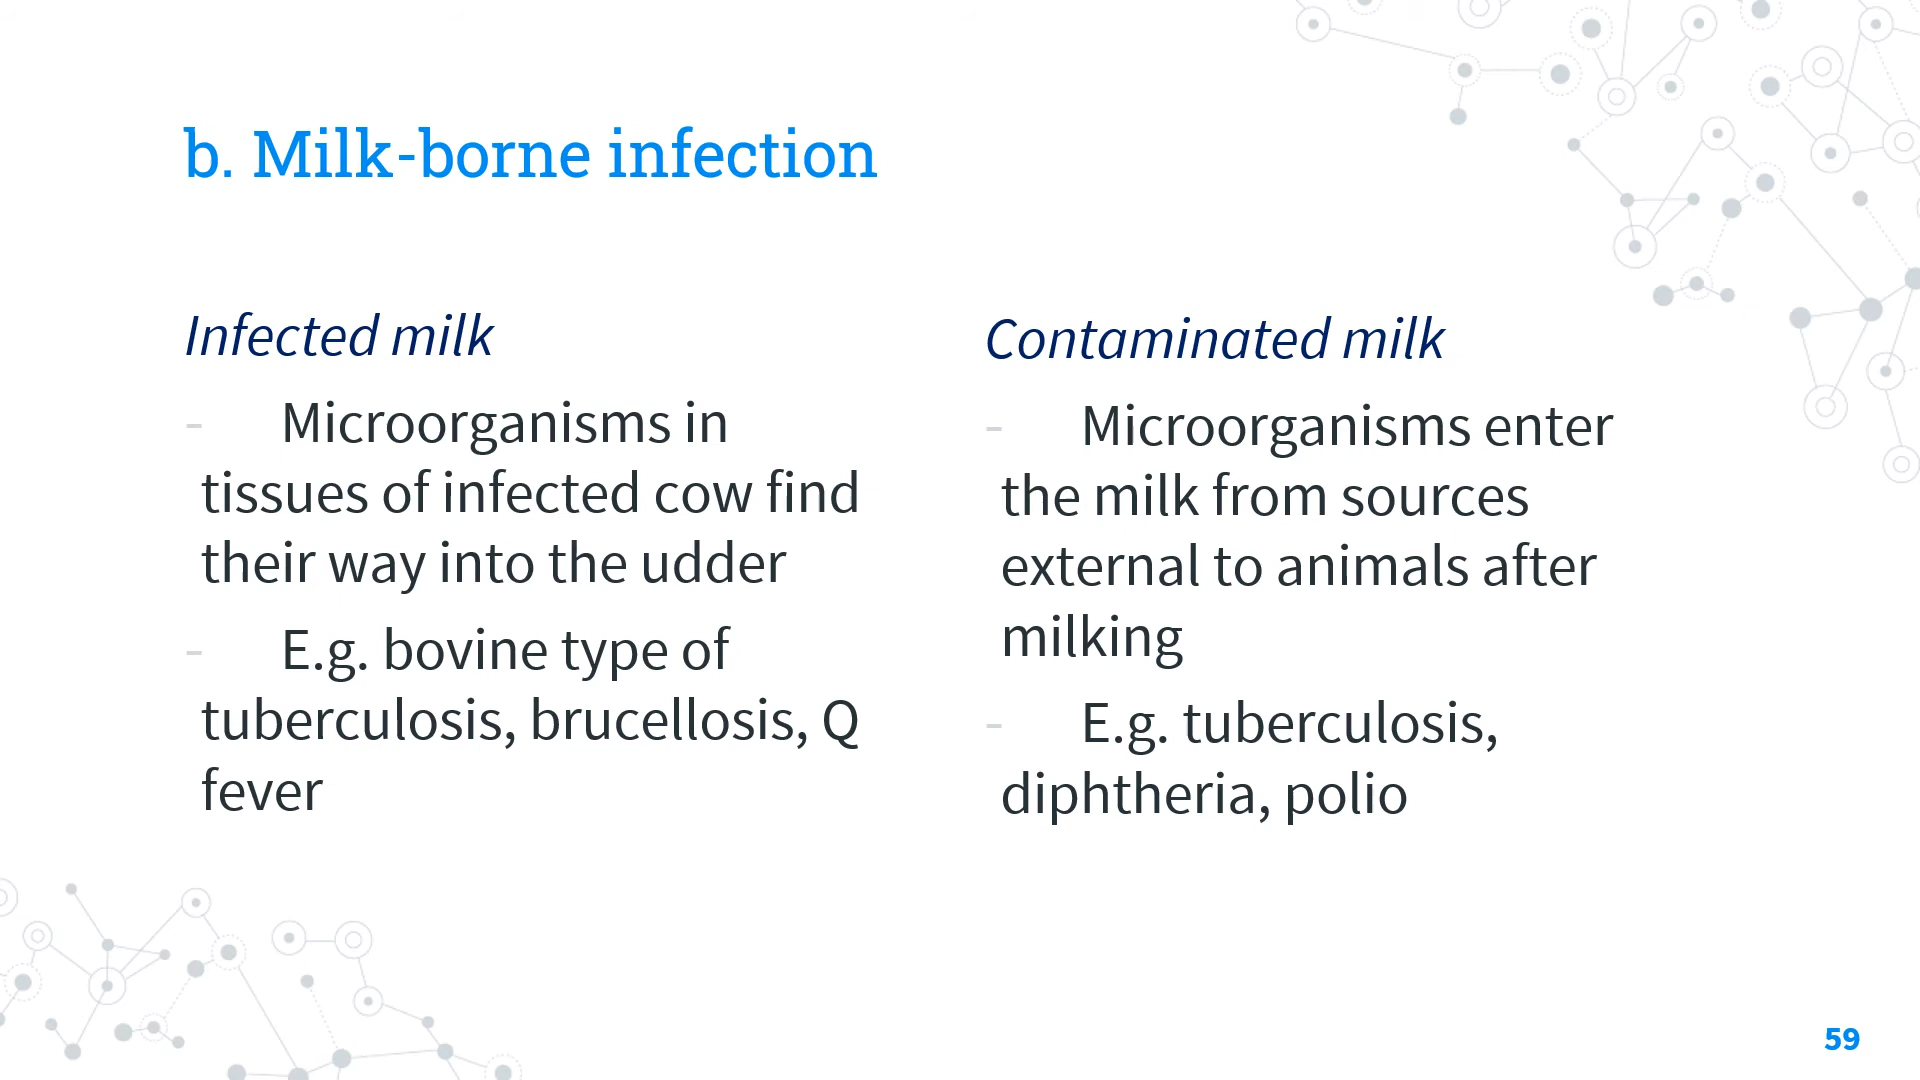 b. Milk-borne infection
Infected milk
- Microorganisms in
tissues of infected cow find
their way into the udder
- E.g. bovine type of
tuberculosis, brucellosis, Q
fever
Contaminated milk
- Microorganisms enter
the milk from sources
external to animals after
milking
- E.g. tuberculosis,
diphtheria, polio
59